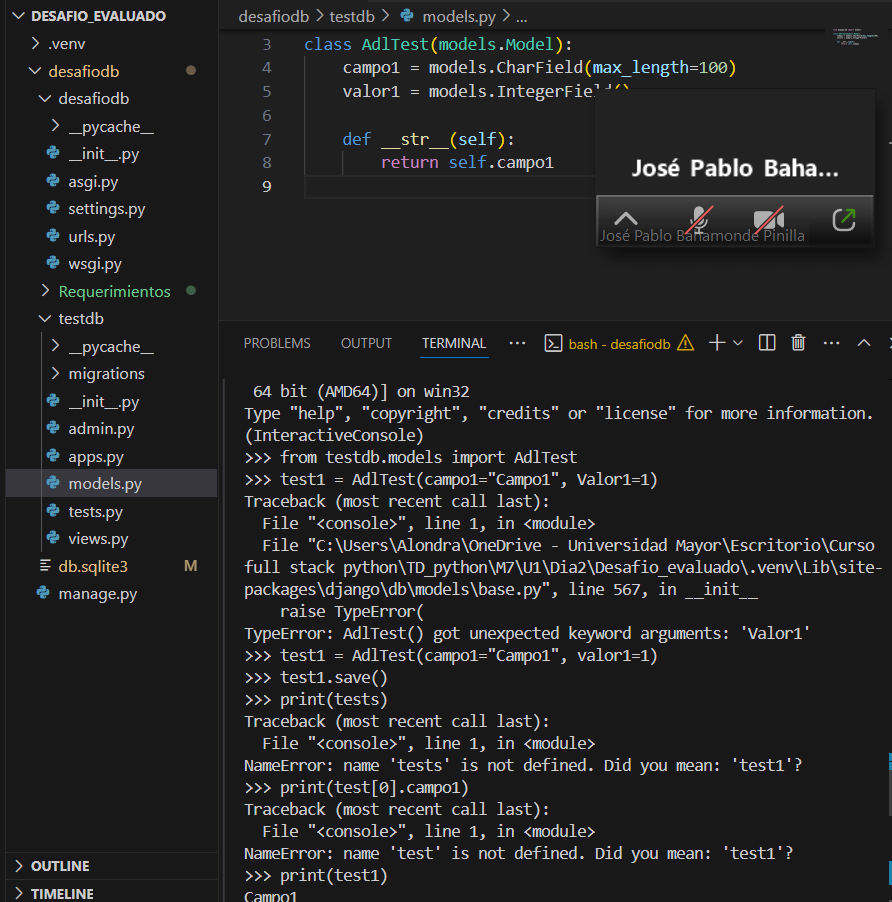 DESAFIO_EVALUADO
.venv
desafiodb
desafiodb
__pycache__
__init__.py
asgi.py
settings.py
urls.py
wsgi.py
Requerimientos
testdb
__pycache__
migrations
__init__.py
admin.py
apps.py
models.py
tests.py
views.py
db.sqlite3 M
manage.py
OUTLINE
TIMELINE
desafiodb > testdb > models.py > ...
3 class AdlTest(models.Model):
4 campo1 = models.CharField(max_length=100)
5 valor1 = models.IntegerField()
6
7 def __str__(self):
8 return self.campo1
9
José Pablo Baha...
José Pablo Bahamonde Pinilla
PROBLEMS OUTPUT TERMINAL ... bash - desafiodb
64 bit (AMD64)] on win32
Type "help", "copyright", "credits" or "license" for more information.
(InteractiveConsole)
>>> from testdb.models import AdlTest
>>> test1 = AdlTest(campo1="Campo1", Valor1=1)
Traceback (most recent call last):
File "<console>", line 1, in <module>
File "C:\Users\Alondra\OneDrive - Universidad Mayor\Escritorio\Curso
full stack python\TD_python\M7\U1\Dia2\Desafio_evaluado\.venv\Lib\site-
packages\django\db\models\base.py", line 567, in __init__
raise TypeError(
TypeError: AdlTest() got unexpected keyword arguments: 'Valor1'
>>> test1 = AdlTest(campo1="Campo1", valor1=1)
>>> test1.save()
>>> print(tests)
Traceback (most recent call last):
File "<console>", line 1, in <module>
NameError: name 'tests' is not defined. Did you mean: 'test1'?
>>> print(test[0].campo1)
Traceback (most recent call last):
File "<console>", line 1, in <module>
NameError: name 'test' is not defined. Did you mean: 'test1'?
>>> print(test1)
Campo1